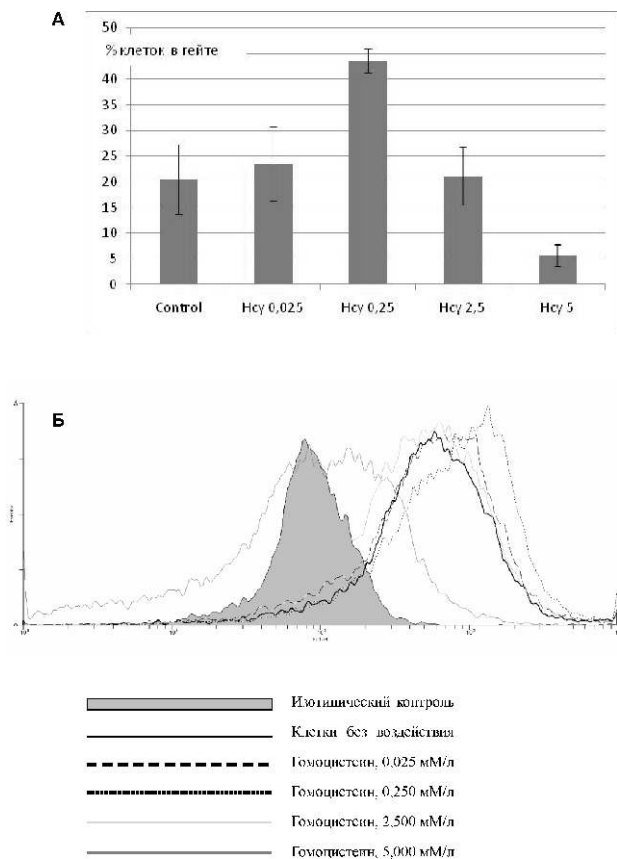 А
50
% клеток в гейте
45
40
35
30
25
20
15
10
5
0
Control Hcy 0,025 Hcy 0,25 Hcy 2,5 Hcy 5
Б
Изотипический контроль
Клетки без воздействия
Гомоцистеин, 0,025 мМ/л
Гомоцистеин, 0,250 мМ/л
Гомоцистеин, 2,500 мМ/л
Гомоцистеин, 5,000 мМ/л